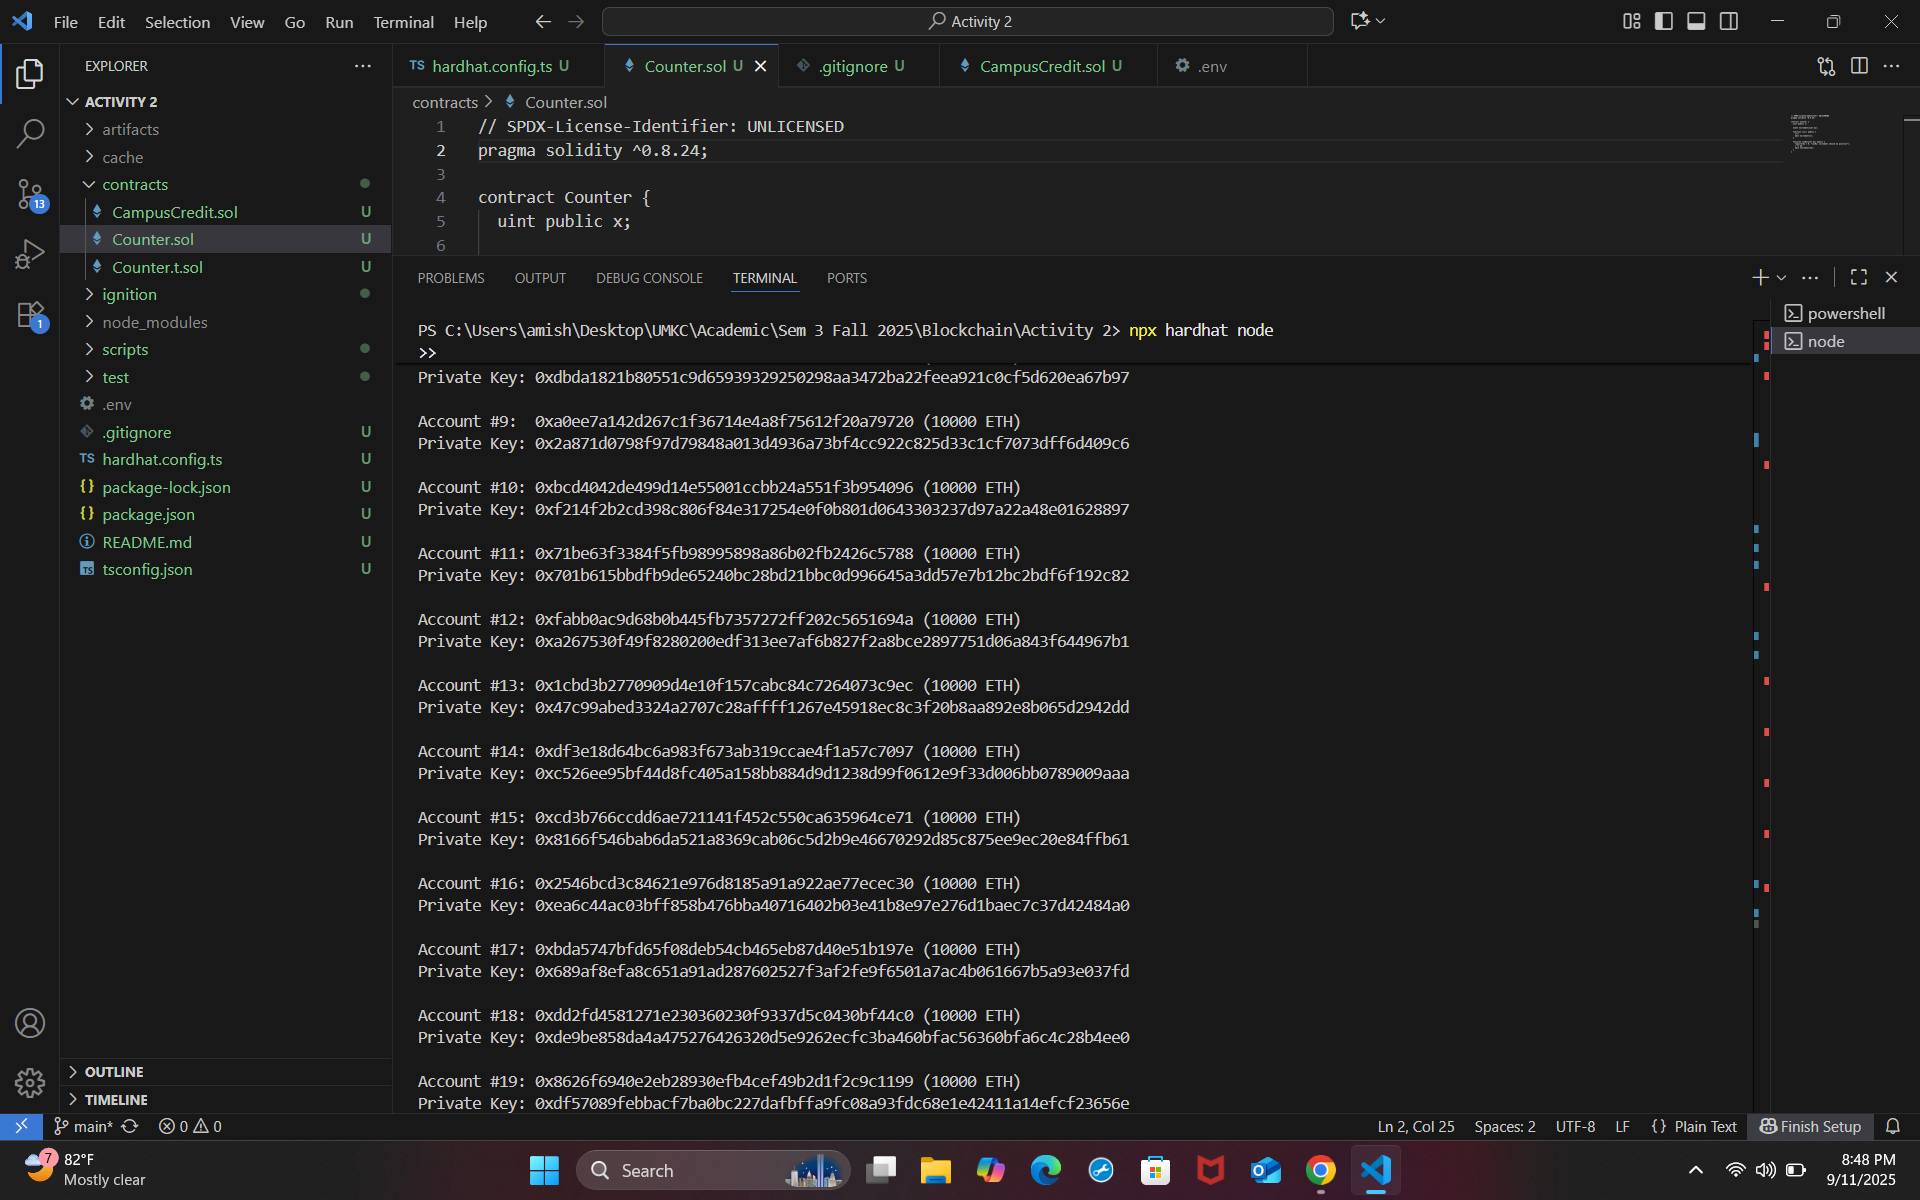 File Edit Selection View Go Run Terminal Help
Activity 2
EXPLORER
ACTIVITY 2
artifacts
cache
contracts
CampusCredit.sol U
Counter.sol U
Counter.t.sol U
ignition
node_modules
scripts
test
.env
.gitignore U
TS hardhat.config.ts U
{} package-lock.json U
{} package.json U
README.md U
TS tsconfig.json U
OUTLINE
TIMELINE
13
1
TS hardhat.config.ts U
Counter.sol U
.gitignore U
CampusCredit.sol U
.env
contracts > Counter.sol
1 // SPDX-License-Identifier: UNLICENSED
2 pragma solidity ^0.8.24;
3
4 contract Counter {
5 uint public x;
6
PROBLEMS OUTPUT DEBUG CONSOLE TERMINAL PORTS
powershell
node
PS C:\Users\amish\Desktop\UMKC\Academic\Sem 3 Fall 2025\Blockchain\Activity 2> npx hardhat node
>>
Private Key: 0xdbda1821b80551c9d65939329250298aa3472ba22feea921c0cf5d620ea67b97
Account #9: 0xa0ee7a142d267c1f36714e4a8f75612f20a79720 (10000 ETH)
Private Key: 0x2a871d0798f97d79848a013d4936a73bf4cc922c825d33c1cf7073dff6d409c6
Account #10: 0xbcd4042de499d14e55001ccbb24a551f3b954096 (10000 ETH)
Private Key: 0xf214f2b2cd398c806f84e317254e0f0b801d0643303237d97a22a48e01628897
Account #11: 0x71be63f3384f5fb98995898a86b02fb2426c5788 (10000 ETH)
Private Key: 0x701b615bbdfb9de65240bc28bd21bbc0d996645a3dd57e7b12bc2bdf6f192c82
Account #12: 0xfabb0ac9d68b0b445fb7357272ff202c5651694a (10000 ETH)
Private Key: 0xa267530f49f8280200edf313ee7af6b827f2a8bce2897751d06a843f644967b1
Account #13: 0x1cbd3b2770909d4e10f157cabc84c7264073c9ec (10000 ETH)
Private Key: 0x47c99abed3324a2707c28affff1267e45918ec8c3f20b8aa892e8b065d2942dd
Account #14: 0xdf3e18d64bc6a983f673ab319ccae4f1a57c7097 (10000 ETH)
Private Key: 0xc526ee95bf44d8fc405a158bb884d9d1238d99f0612e9f33d006bb0789009aaa
Account #15: 0xcd3b766ccdd6ae721141f452c550ca635964ce71 (10000 ETH)
Private Key: 0x8166f546bab6da521a8369cab06c5d2b9e46670292d85c875ee9ec20e84ffb61
Account #16: 0x2546bcd3c84621e976d8185a91a922ae77ecec30 (10000 ETH)
Private Key: 0xea6c44ac03bff858b476bba40716402b03e41b8e97e276d1baec7c37d42484a0
Account #17: 0xbda5747bfd65f08deb54cb465eb87d40e51b197e (10000 ETH)
Private Key: 0x689af8efa8c651a91ad287602527f3af2fe9f6501a7ac4b061667b5a93e037fd
Account #18: 0xdd2fd4581271e230360230f9337d5c0430bf44c0 (10000 ETH)
Private Key: 0xde9be858da4a475276426320d5e9262ecfc3ba460bfac56360bfa6c4c28b4ee0
Account #19: 0x8626f6940e2eb28930efb4cef49b2d1f2c9c1199 (10000 ETH)
Private Key: 0xdf57089febbacf7ba0bc227dafbffa9fc08a93fdc68e1e42411a14efcf23656e
main* 0 0
Ln 2, Col 25 Spaces: 2 UTF-8 LF {} Plain Text Finish Setup
7
82°F
Mostly clear
Search
8:48 PM
9/11/2025